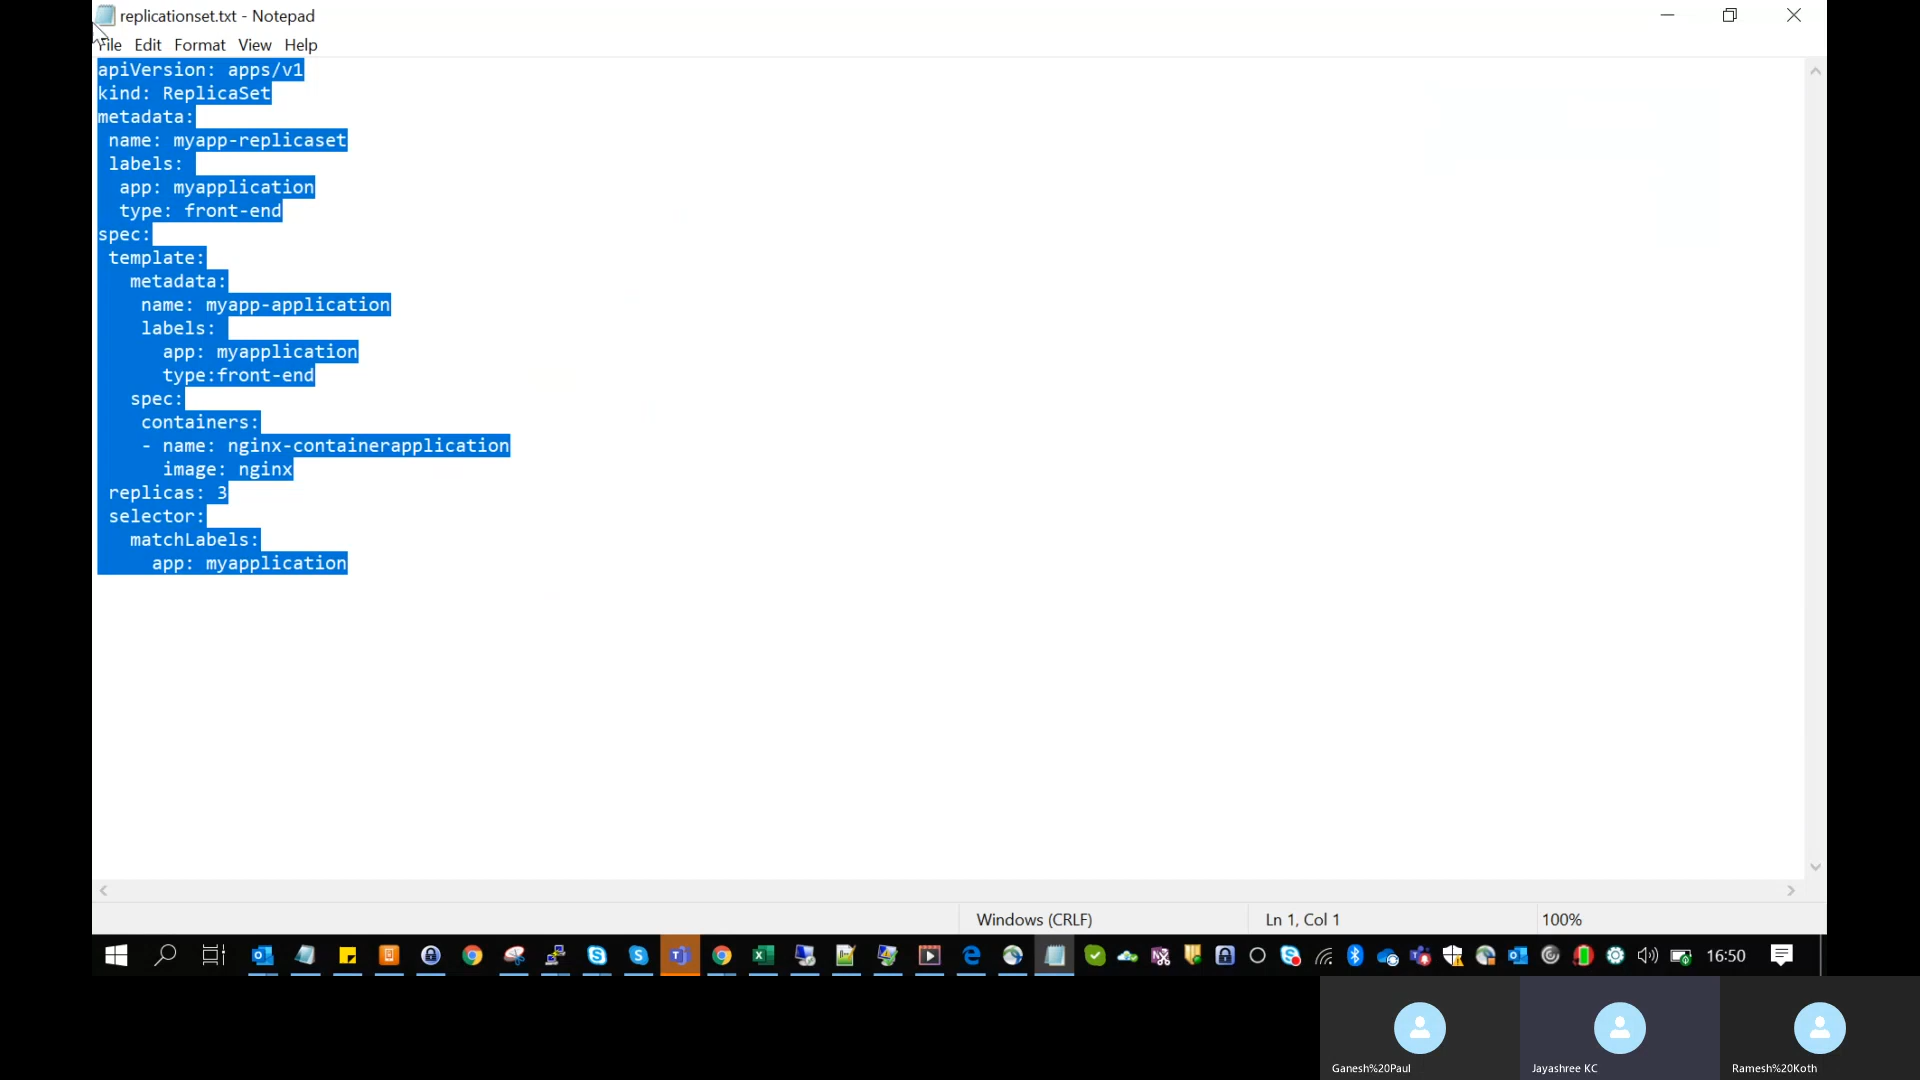 replicationset.txt - Notepad
File Edit Format View Help
apiVersion: apps/v1
kind: ReplicaSet
metadata:
 name: myapp-replicaset
 labels:
  app: myapplication
  type: front-end
spec:
 template:
   metadata:
    name: myapp-application
    labels:
      app: myapplication
      type:front-end
   spec:
    containers:
    - name: nginx-containerapplication
      image: nginx
 replicas: 3
 selector:
   matchLabels:
     app: myapplication
Windows (CRLF) Ln 1, Col 1 100%
16:50
Ganesh%20Paul Jayashree KC Ramesh%20Koth